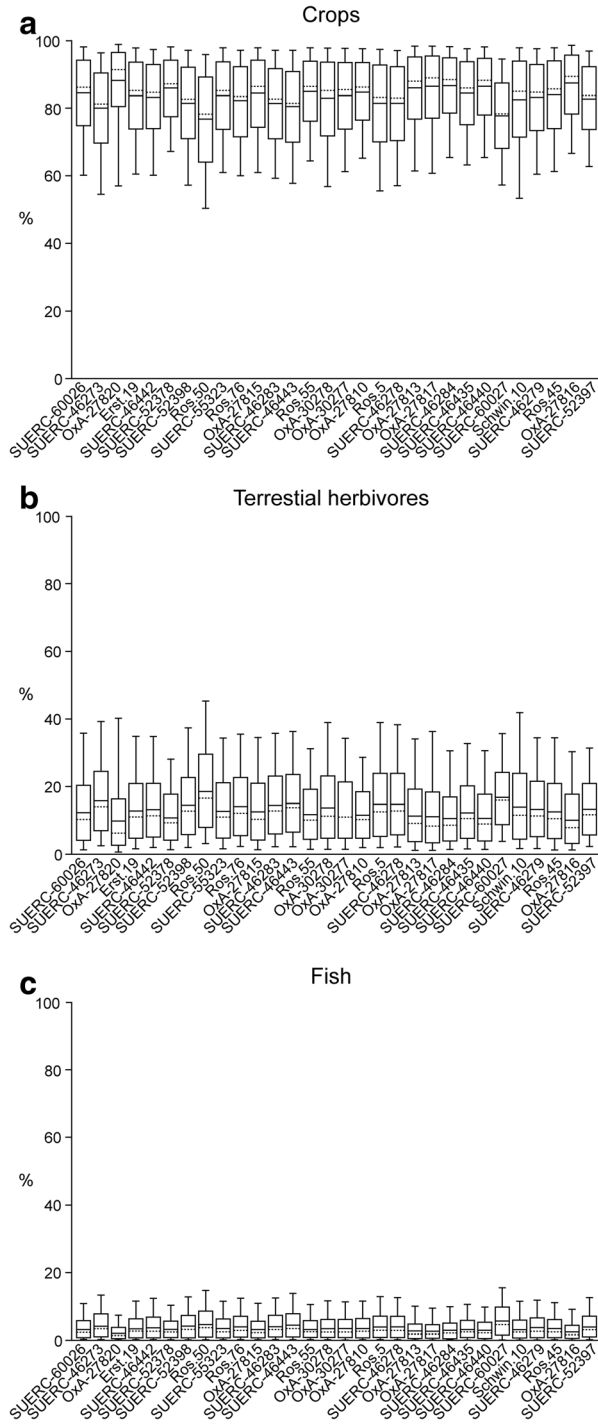 a
Crops
100
80
60
%
40
20
0
SUERC-60026
SUERC-46273
OxA-27820
Erst.19
SUERC-46442
SUERC-52378
SUERC-52398
Ros.50
SUERC-55323
Ros.76
OxA-27815
SUERC-46283
SUERC-46443
Ros.55
OxA-30278
OxA-30277
OxA-27810
Ros.5
SUERC-46278
OxA-27813
OxA-27817
SUERC-46284
SUERC-46435
SUERC-46440
SUERC-60027
Schwin.10
SUERC-46279
Ros.45
OxA-27816
SUERC-52397
b
Terrestial herbivores
100
80
60
%
40
20
0
SUERC-60026
SUERC-46273
OxA-27820
Erst.19
SUERC-46442
SUERC-52378
SUERC-52398
Ros.50
SUERC-55323
Ros.76
OxA-27815
SUERC-46283
SUERC-46443
Ros.55
OxA-30278
OxA-30277
OxA-27810
Ros.5
SUERC-46278
OxA-27813
OxA-27817
SUERC-46284
SUERC-46435
SUERC-46440
SUERC-60027
Schwin.10
SUERC-46279
Ros.45
OxA-27816
SUERC-52397
c
Fish
100
80
60
%
40
20
0
SUERC-60026
SUERC-46273
OxA-27820
Erst.19
SUERC-46442
SUERC-52378
SUERC-52398
Ros.50
SUERC-55323
Ros.76
OxA-27815
SUERC-46283
SUERC-46443
Ros.55
OxA-30278
OxA-30277
OxA-27810
Ros.5
SUERC-46278
OxA-27813
OxA-27817
SUERC-46284
SUERC-46435
SUERC-46440
SUERC-60027
Schwin.10
SUERC-46279
Ros.45
OxA-27816
SUERC-52397